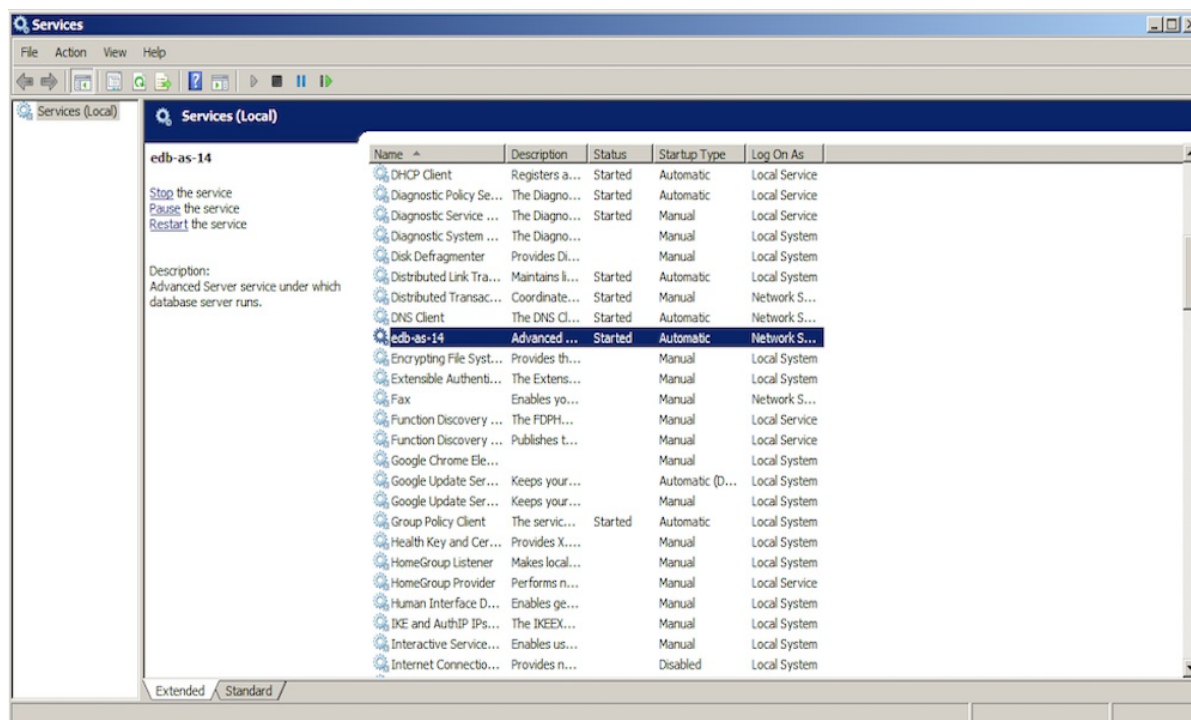 Services
File Action View Help
Services (Local)
Services (Local)
edb-as-14
Stop the service
Pause the service
Restart the service
Description:
Advanced Server service under which
database server runs.
Name Description Status Startup Type Log On As
DHCP Client Registers a... Started Automatic Local Service
Diagnostic Policy Se... The Diagno... Started Automatic Local Service
Diagnostic Service ... The Diagno... Started Manual Local Service
Diagnostic System ... The Diagno... Manual Local System
Disk Defragmenter Provides Di... Manual Local System
Distributed Link Tra... Maintains li... Started Automatic Local System
Distributed Transac... Coordinate... Started Manual Network S...
DNS Client The DNS Cl... Started Automatic Network S...
edb-as-14 Advanced ... Started Automatic Network S...
Encrypting File Syst... Provides th... Manual Local System
Extensible Authenti... The Extens... Manual Local System
Fax Enables yo... Manual Network S...
Function Discovery ... The FDPH... Manual Local Service
Function Discovery ... Publishes t... Manual Local Service
Google Chrome Ele... Manual Local System
Google Update Ser... Keeps your... Automatic (D... Local System
Google Update Ser... Keeps your... Manual Local System
Group Policy Client The servic... Started Automatic Local System
Health Key and Cer... Provides X.... Manual Local System
HomeGroup Listener Makes local... Manual Local System
HomeGroup Provider Performs n... Manual Local Service
Human Interface D... Enables ge... Manual Local System
IKE and AuthIP IPs... The IKEEX... Manual Local System
Interactive Service... Enables us... Manual Local System
Internet Connectio... Provides n... Disabled Local System
Extended Standard